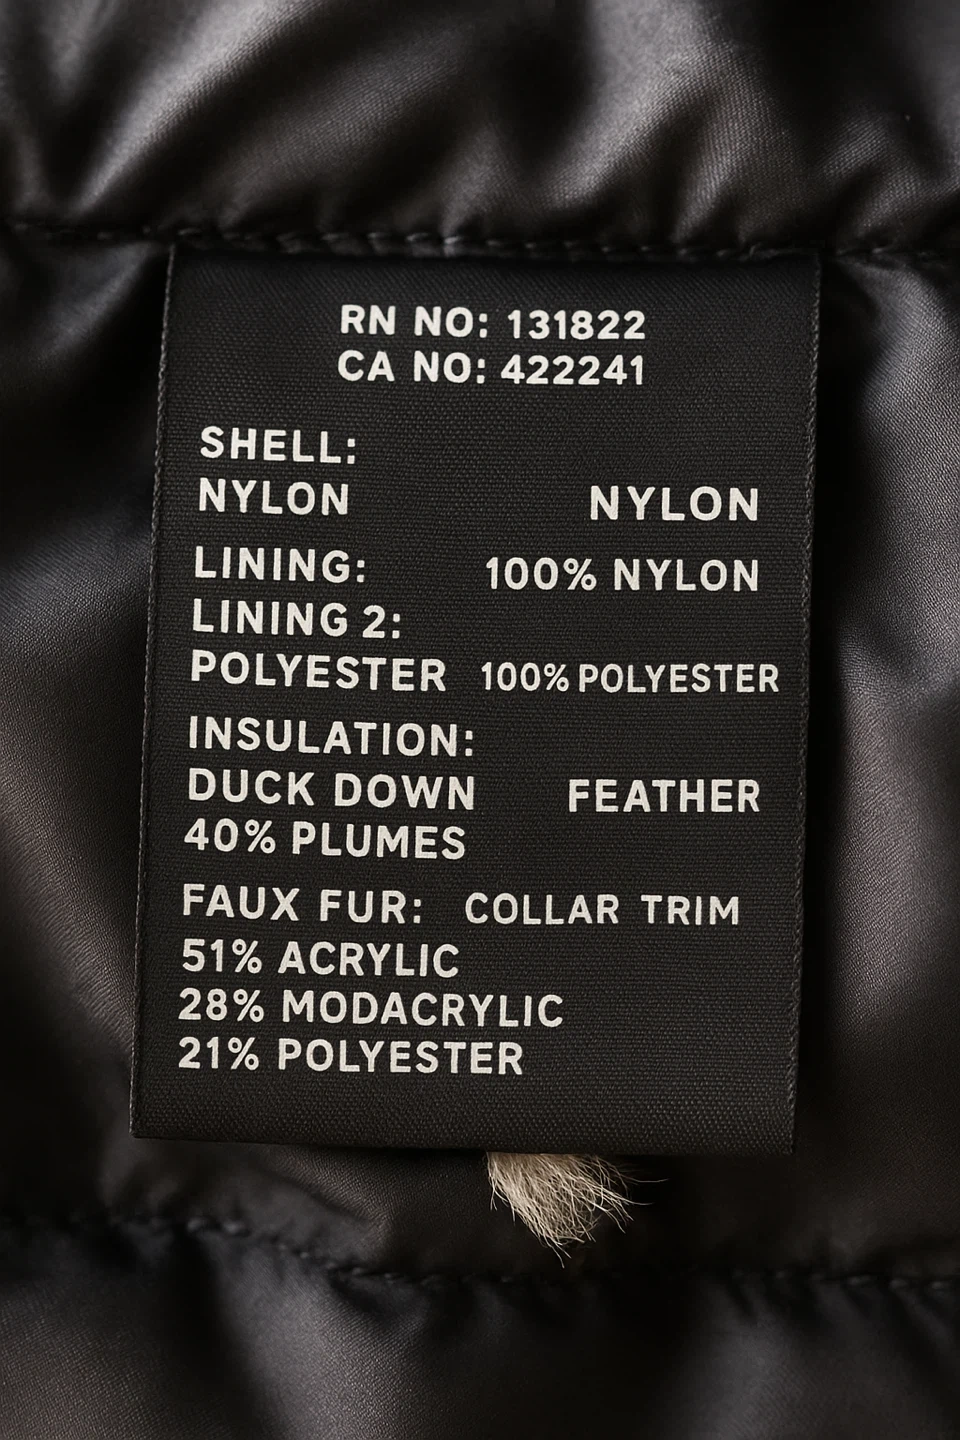 RN NO: 131822
CA NO: 422241
SHELL:
NYLON NYLON
LINING: 100% NYLON
LINING 2:
POLYESTER 100% POLYESTER
INSULATION:
DUCK DOWN FEATHER
40% PLUMES
FAUX FUR: COLLAR TRIM
51% ACRYLIC
28% MODACRYLIC
21% POLYESTER